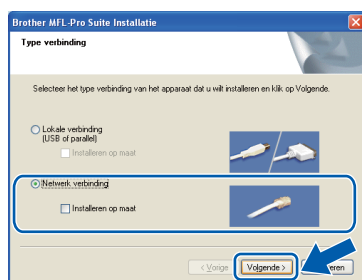 Brother MFL-Pro Suite Installatie
Type verbinding
Selecteer het type verbinding van het apparaat dat u wilt installeren en klik op Volgende.
Lokale verbinding
(USB of parallel)
Installeren op maat
Netwerk verbinding
Installeren op maat
< Vorige
Volgende >